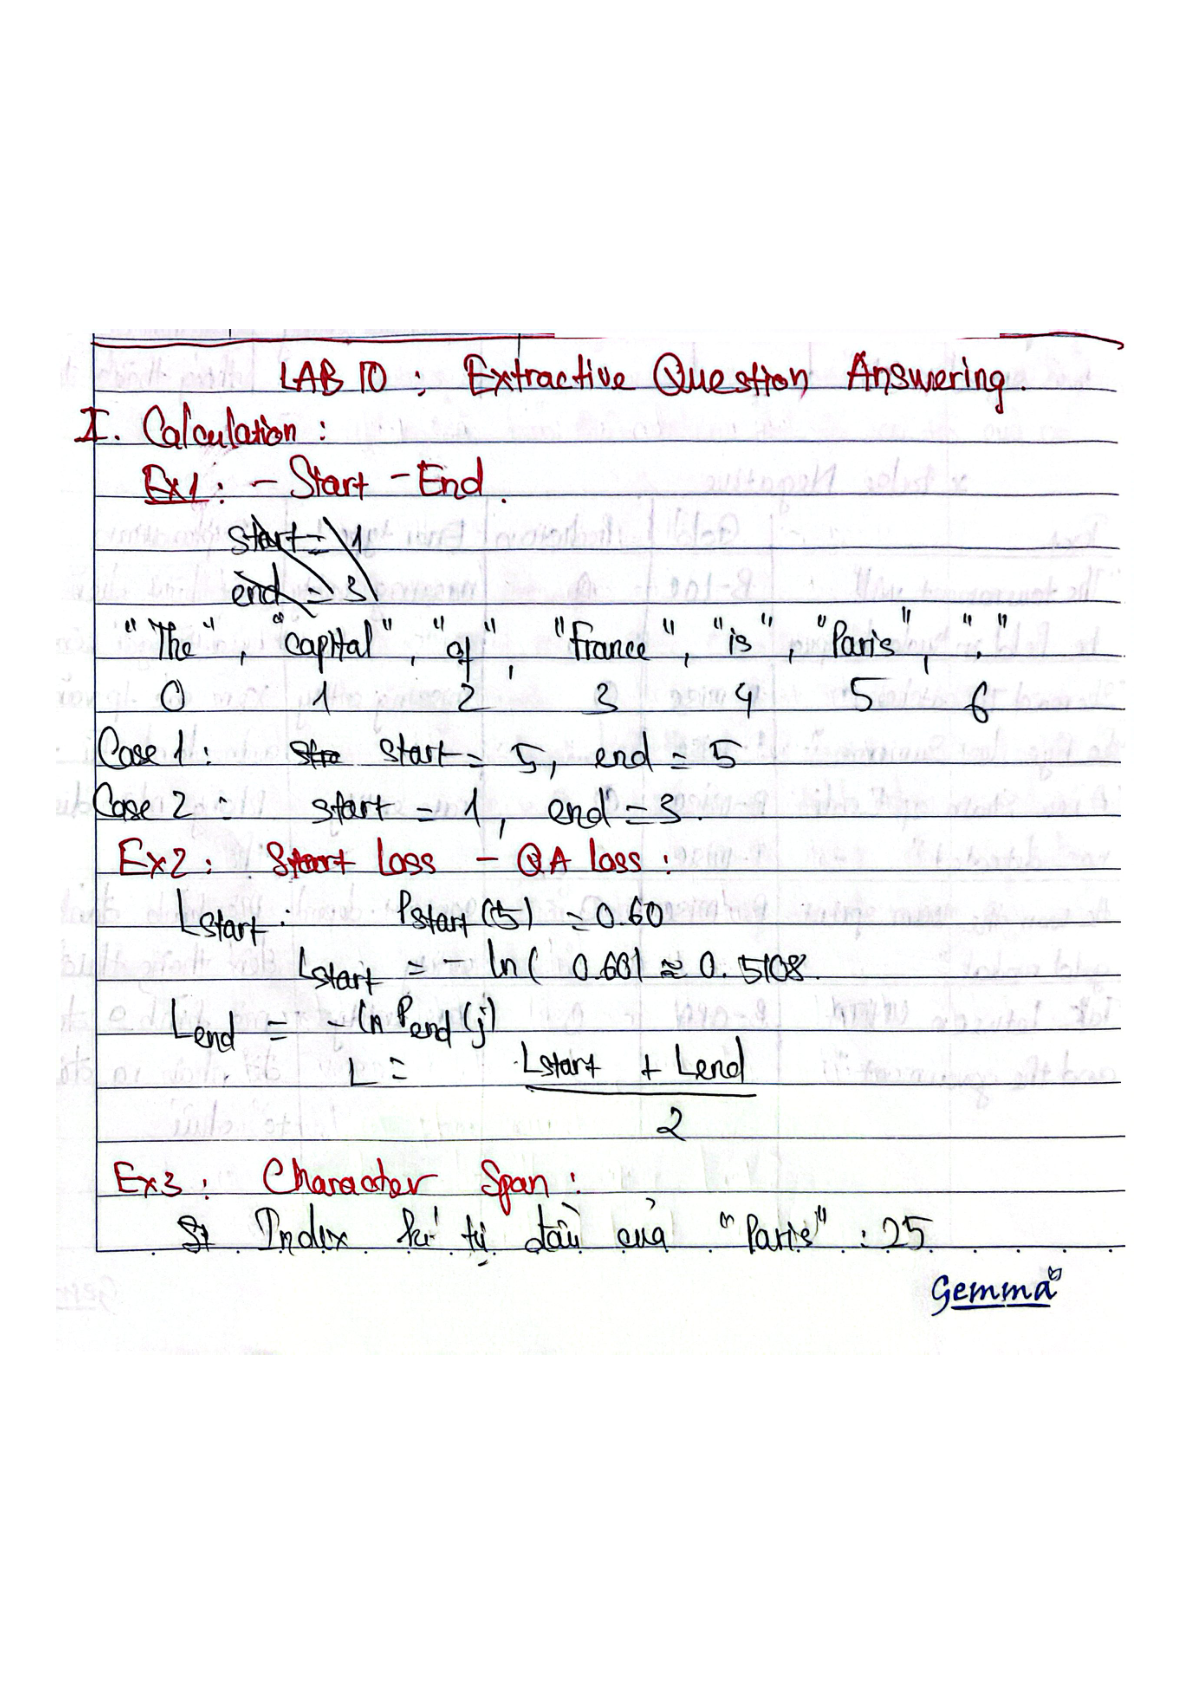 LAB 10 : Extractive Question Answering.
I. Calculation :
Ex1 : - Start - End.
start = 1
end = 3
"The", "capital", "of", "France", "is", "Paris", "."
0 1 2 3 4 5 6
Case 1 : Sta start = 5, end = 5
Case 2 : start = 1, end = 3.
Ex2 : Start Loss - QA loss :
Lstart : Pstart (5) = 0.60
Lstart = - ln( 0.60) ≈ 0.5108.
Lend = - ln Pend (j)
L = Lstart + Lend
2
Ex3 : Character Span :
St Index kí tự đầu của "Paris" : 25
Gemma